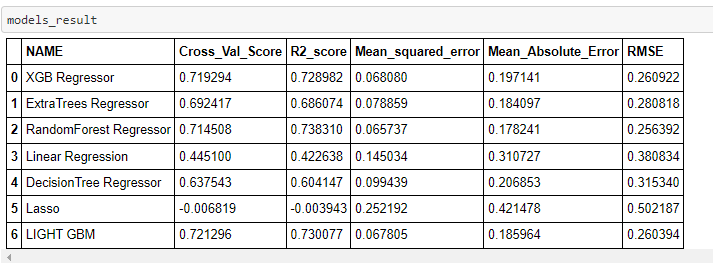 models_result
NAME Cross_Val_Score R2_score Mean_squared_error Mean_Absolute_Error RMSE
0 XGB Regressor 0.719294 0.728982 0.068080 0.197141 0.260922
1 ExtraTrees Regressor 0.692417 0.686074 0.078859 0.184097 0.280818
2 RandomForest Regressor 0.714508 0.738310 0.065737 0.178241 0.256392
3 Linear Regression 0.445100 0.422638 0.145034 0.310727 0.380834
4 DecisionTree Regressor 0.637543 0.604147 0.099439 0.206853 0.315340
5 Lasso -0.006819 -0.003943 0.252192 0.421478 0.502187
6 LIGHT GBM 0.721296 0.730077 0.067805 0.185964 0.260394